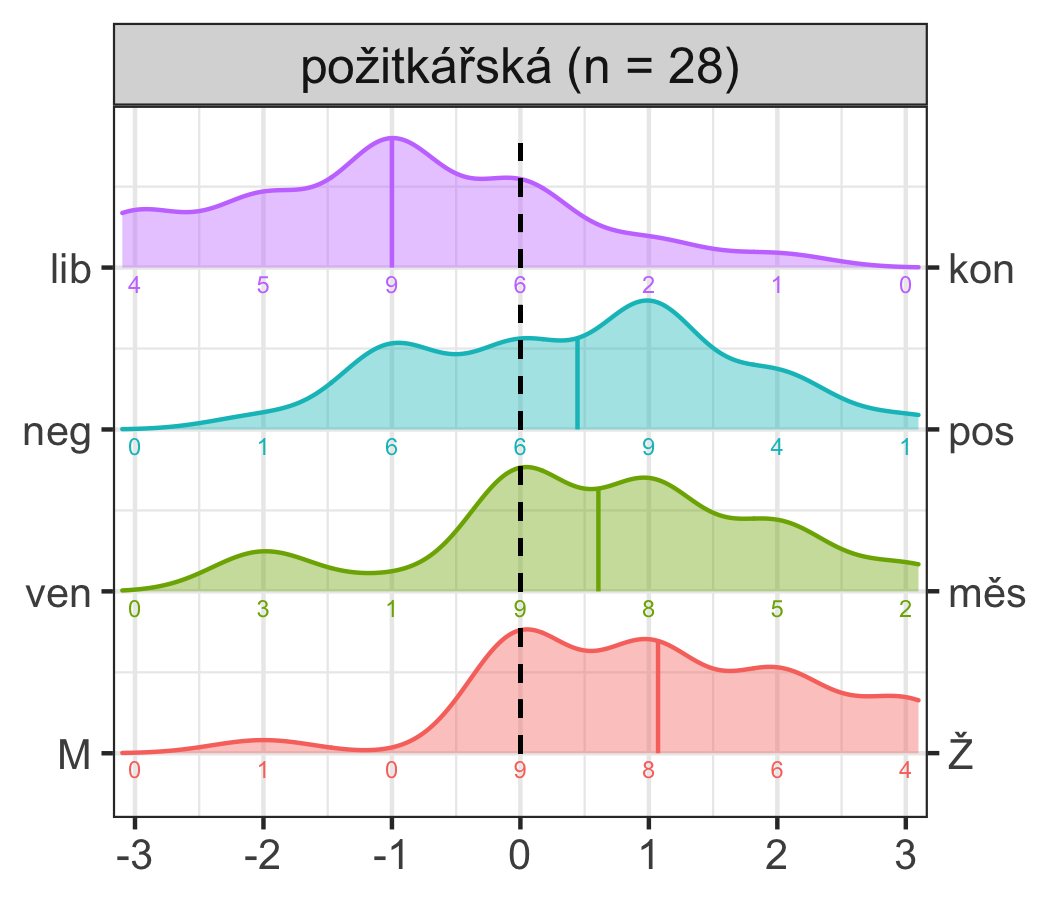 požitkářská (n = 28)
lib kon
4 5 9 6 2 1 0
neg pos
0 1 6 6 9 4 1
ven měs
0 3 1 9 8 5 2
M Ž
0 1 0 9 8 6 4
-3 -2 -1 0 1 2 3